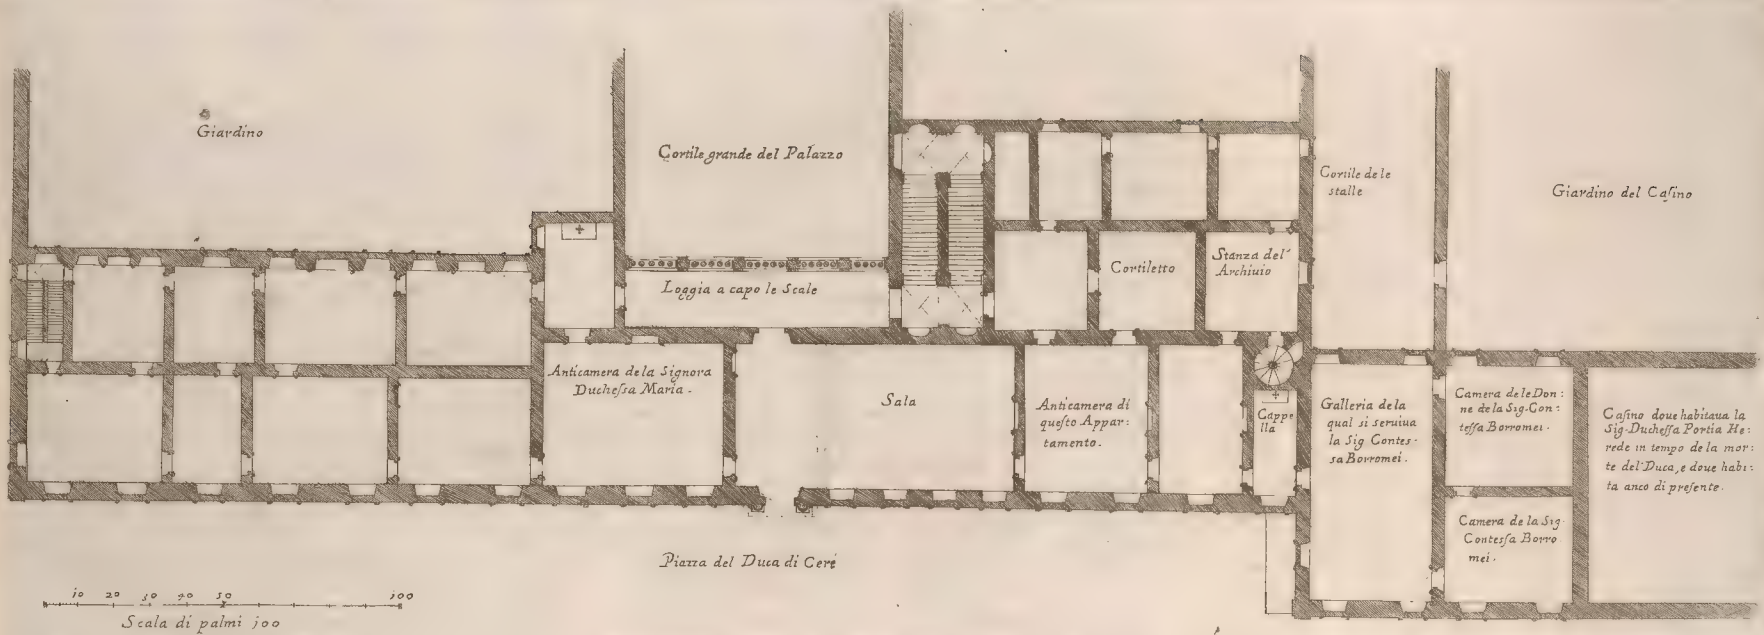 Giardino
Cortile grande del Palazzo
Loggia a capo le Scale
Cortile de le
stalle
Giardino del Caſino
Cortiletto
Stanza del'
Archiuio
Anticamera de la Signora
Ducheſsa Maria.
Sala
Anticamera di
queſto Appar:
tamento.
Cappe
lla
Galleria de la
qual si seruiua
la Sig Contes-
sa Borromei.
Camera de le Don:
ne de la Sig-Con-
teſsa Borromei.
Camera de la Sig-
Conteſsa Borro
mei.
Caſino doue habitaua la
Sig-Ducheſsa Portia He:
rede in tempo de la mor:
te del Duca, e doue habi:
ta anco di preſente.
Piazza del Duca di Ceri
10 20 30 40 50 100
Scala di palmi 100